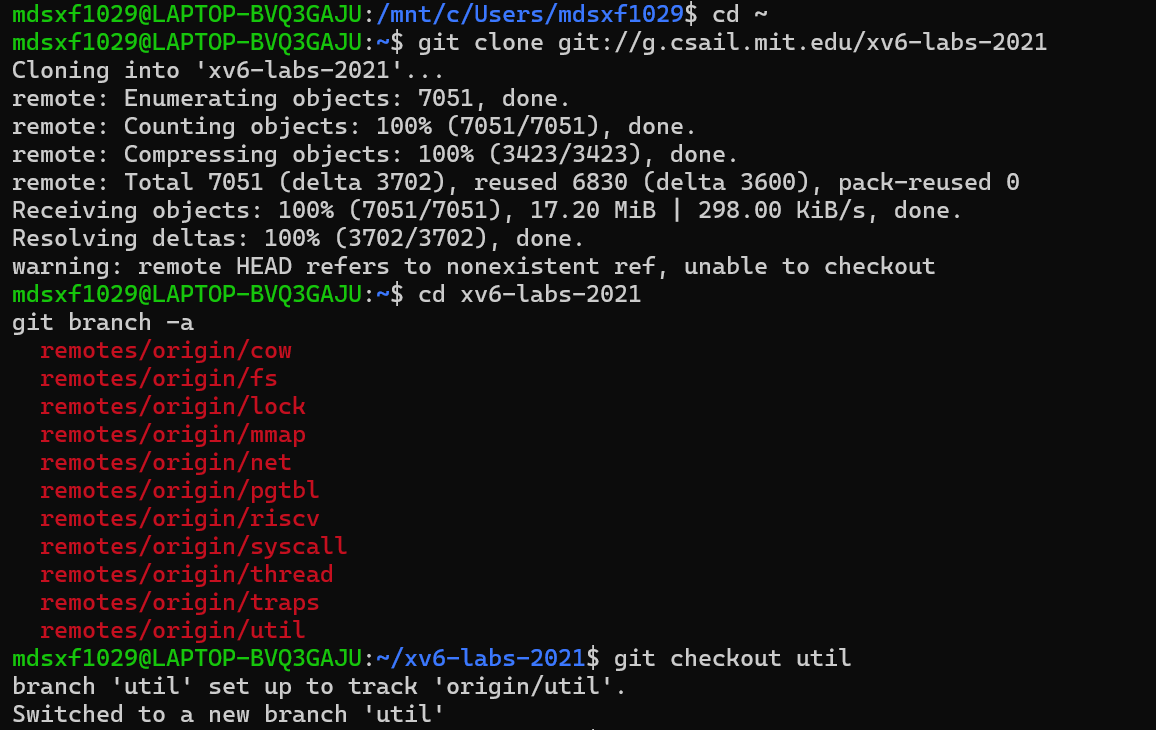 mdsxf1029@LAPTOP-BVQ3GAJU:/mnt/c/Users/mdsxf1029$ cd ~
mdsxf1029@LAPTOP-BVQ3GAJU:~$ git clone git://g.csail.mit.edu/xv6-labs-2021
Cloning into 'xv6-labs-2021'...
remote: Enumerating objects: 7051, done.
remote: Counting objects: 100% (7051/7051), done.
remote: Compressing objects: 100% (3423/3423), done.
remote: Total 7051 (delta 3702), reused 6830 (delta 3600), pack-reused 0
Receiving objects: 100% (7051/7051), 17.20 MiB | 298.00 KiB/s, done.
Resolving deltas: 100% (3702/3702), done.
warning: remote HEAD refers to nonexistent ref, unable to checkout
mdsxf1029@LAPTOP-BVQ3GAJU:~$ cd xv6-labs-2021
git branch -a
  remotes/origin/cow
  remotes/origin/fs
  remotes/origin/lock
  remotes/origin/mmap
  remotes/origin/net
  remotes/origin/pgtbl
  remotes/origin/riscv
  remotes/origin/syscall
  remotes/origin/thread
  remotes/origin/traps
  remotes/origin/util
mdsxf1029@LAPTOP-BVQ3GAJU:~/xv6-labs-2021$ git checkout util
branch 'util' set up to track 'origin/util'.
Switched to a new branch 'util'